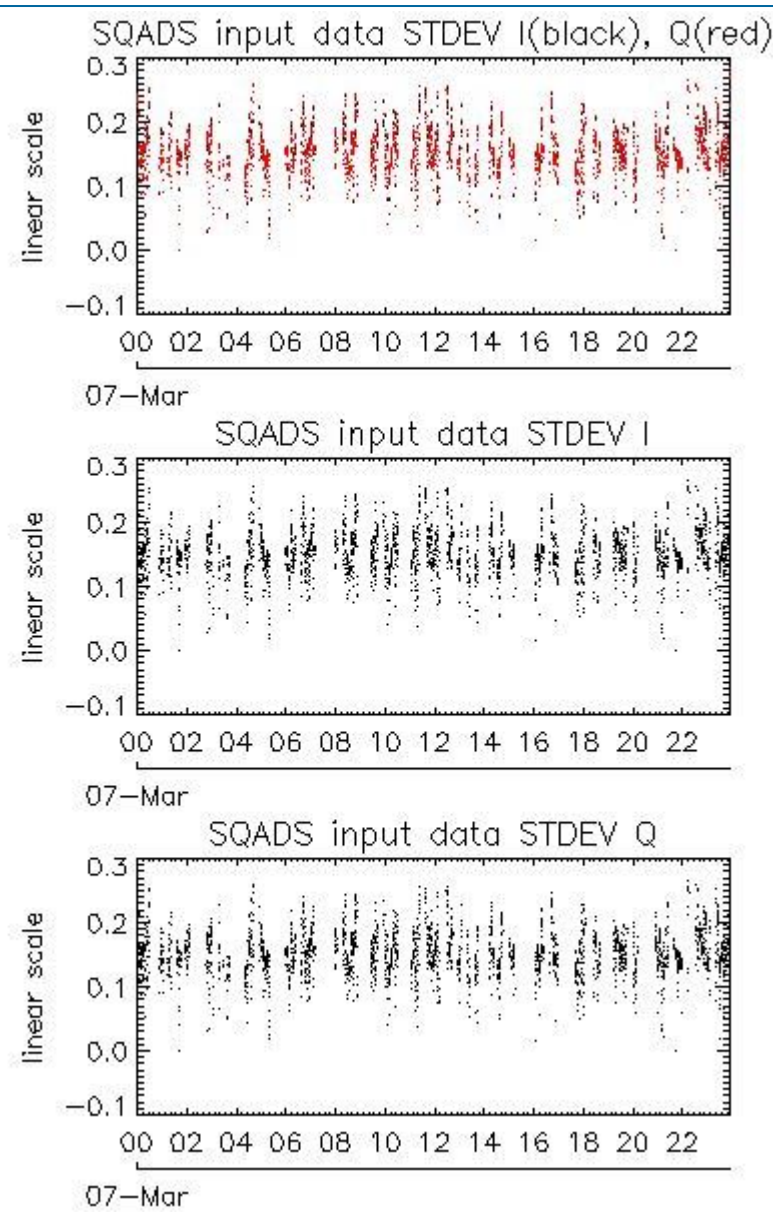 SQADS input data STDEV I(black), Q(red)
0.3
0.2
0.1
0.0
−0.1
linear scale
00 02 04 06 08 10 12 14 16 18 20 22
07−Mar
SQADS input data STDEV I
0.3
0.2
0.1
0.0
−0.1
linear scale
00 02 04 06 08 10 12 14 16 18 20 22
07−Mar
SQADS input data STDEV Q
0.3
0.2
0.1
0.0
−0.1
linear scale
00 02 04 06 08 10 12 14 16 18 20 22
07−Mar